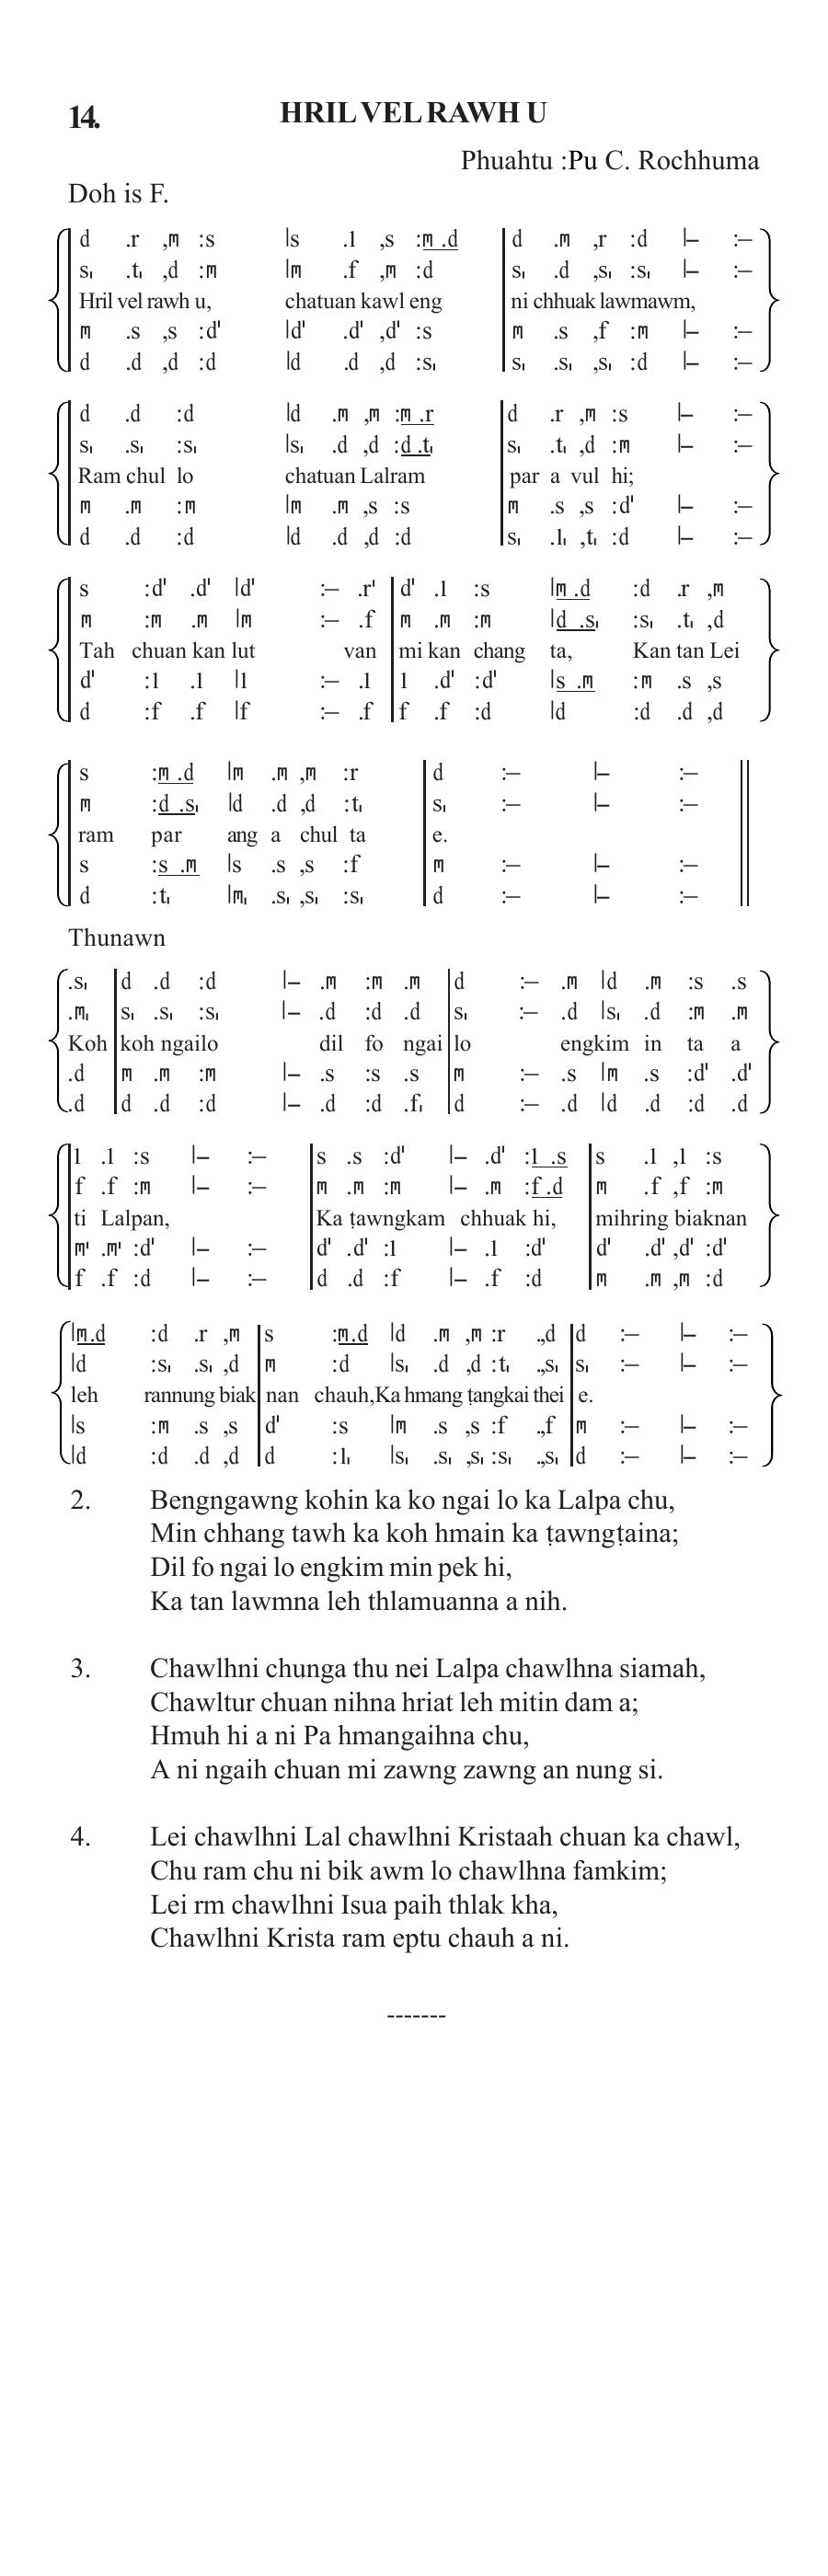 14. HRIL VEL RAWH U
Phuahtu :Pu C. Rochhuma
Doh is F.
d .r ,m :s |s .l ,s :m .d | d .m ,r :d |– :–
s₁ .t₁ ,d :m |m .f ,m :d | s₁ .d ,s₁ :s₁ |– :–
Hril vel rawh u, chatuan kawl eng ni chhuak lawmawm,
m .s ,s :d' |d' .d' ,d' :s | m .s ,f :m |– :–
d .d ,d :d |d .d ,d :s₁ | s₁ .s₁ ,s₁ :d |– :–
d .d :d |d .m ,m :m .r | d .r ,m :s |– :–
s₁ .s₁ :s₁ |s₁ .d ,d :d .t₁ | s₁ .t₁ ,d :m |– :–
Ram chul lo chatuan Lalram par a vul hi;
m .m :m |m .m ,s :s | m .s ,s :d' |– :–
d .d :d |d .d ,d :d | s₁ .l₁ ,t₁ :d |– :–
s :d' .d' |d' :– .r' | d' .l :s |m .d :d .r ,m
m :m .m |m :– .f | m .m :m |d .s₁ :s₁ .t₁ ,d
Tah chuan kan lut van mi kan chang ta, Kan tan Lei
d' :l .l |l :– .l | l .d' :d' |s .m :m .s ,s
d :f .f |f :– .f | f .f :d |d :d .d ,d
s :m .d |m .m ,m :r | d :– |– :–
m :d .s₁ |d .d ,d :t₁ | s₁ :– |– :–
ram par ang a chul ta e.
s :s .m |s .s ,s :f | m :– |– :–
d :t₁ |m₁ .s₁ ,s₁ :s₁ | d :– |– :–
Thunawn
.s₁ | d .d :d |– .m :m .m | d :– .m |d .m :s .s
.m₁ | s₁ .s₁ :s₁ |– .d :d .d | s₁ :– .d |s₁ .d :m .m
Koh koh ngailo dil fo ngai lo engkim in ta a
.d | m .m :m |– .s :s .s | m :– .s |m .s :d' .d'
.d | d .d :d |– .d :d .f₁ | d :– .d |d .d :d .d
l .l :s |– :– | s .s :d' |– .d' :l .s | s .l ,l :s
f .f :m |– :– | m .m :m |– .m :f .d | m .f ,f :m
ti Lalpan, Ka ṭawngkam chhuak hi, mihring biaknan
m' .m' :d' |– :– | d' .d' :l |– .l :d' | d' .d' ,d' :d'
f .f :d |– :– | d .d :f |– .f :d | m .m ,m :d
|m.d :d .r ,m | s :m.d |d .m ,m :r .,d | d :– |– :–
|d :s₁ .s₁ ,d | m :d |s₁ .d ,d :t₁ .,s₁ | s₁ :– |– :–
leh rannung biak nan chauh,Ka hmang ṭangkai thei e.
|s :m .s ,s | d' :s |m .s ,s :f .,f | m :– |– :–
|d :d .d ,d | d :l₁ |s₁ .s₁ ,s₁ :s₁ .,s₁ | d :– |– :–
2. Bengngawng kohin ka ko ngai lo ka Lalpa chu,
Min chhang tawh ka koh hmain ka ṭawngṭaina;
Dil fo ngai lo engkim min pek hi,
Ka tan lawmna leh thlamuanna a nih.
3. Chawlhni chunga thu nei Lalpa chawlhna siamah,
Chawltur chuan nihna hriat leh mitin dam a;
Hmuh hi a ni Pa hmangaihna chu,
A ni ngaih chuan mi zawng zawng an nung si.
4. Lei chawlhni Lal chawlhni Kristaah chuan ka chawl,
Chu ram chu ni bik awm lo chawlhna famkim;
Lei rm chawlhni Isua paih thlak kha,
Chawlhni Krista ram eptu chauh a ni.
-------